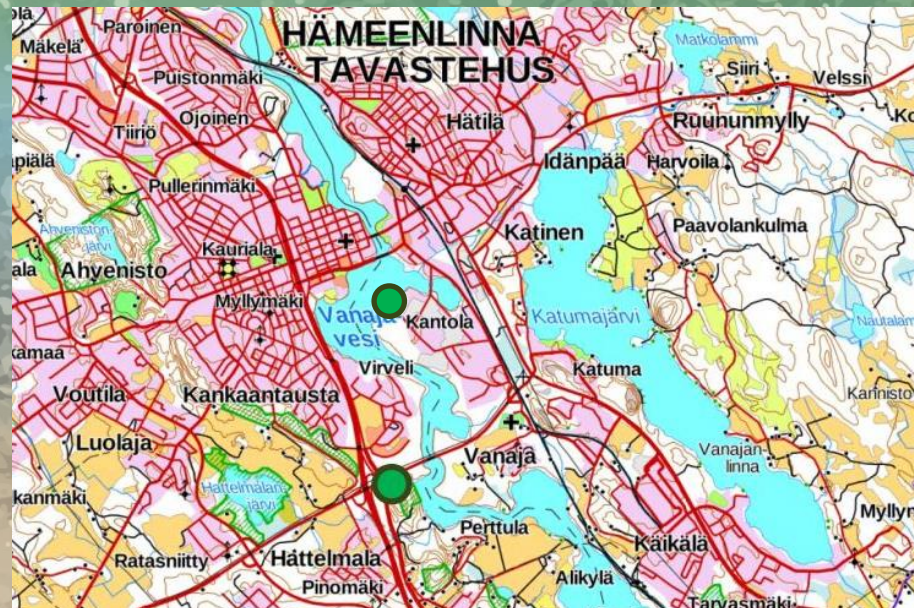 Paroinen
HÄMEENLINNA
TAVASTEHUS
Mäkelä
Matkolammi
Siiri
Velssi
Puistonmäki
Ojoinen
Hätilä
Ruununmylly
Tiiriö
Idänpää
Harvoila
Pullerinmäki
Ahveniston-
järvi
Kauriala
Katinen
Paavolankulma
Ahvenisto
Myllymäki
Vanaja-
vesi
Kantola
Katumajärvi
Virveli
Katuma
Voutila
Kankaantausta
Luolaja
Vanaja
Vanajan-
linna
Hattelmalan-
järvi
Perttula
Ratasniitty
Hattelmala
Käikälä
Pinomäki
Alikylä
Tarvasmäki